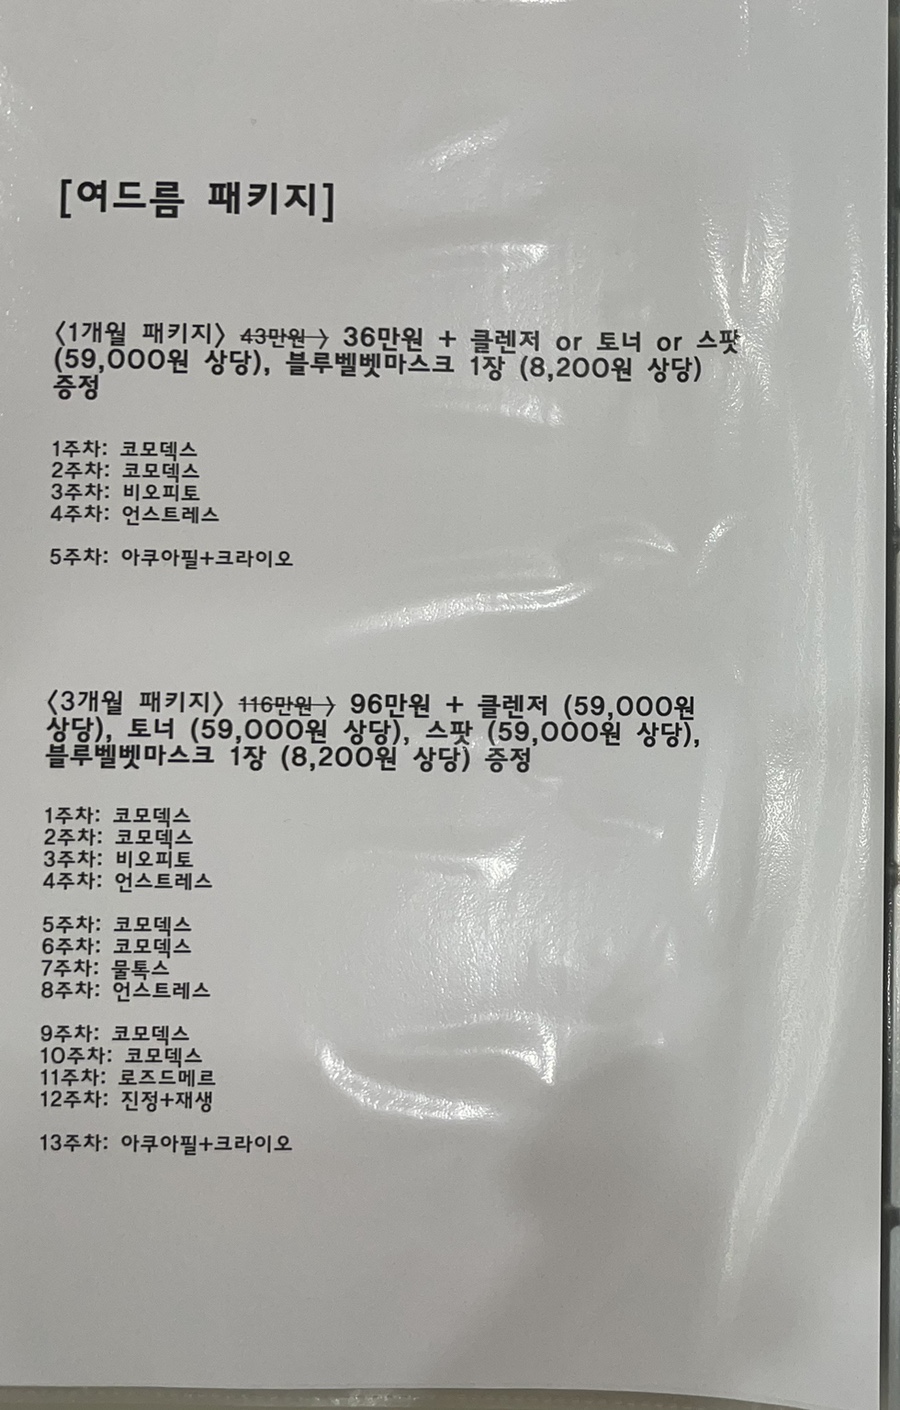 [여드름 패키지]
〈1개월 패키지〉 43만원 -> 36만원 + 클렌저 or 토너 or 스팟
(59,000원 상당), 블루벨벳마스크 1장 (8,200원 상당)
증정
1주차: 코모덱스
2주차: 코모덱스
3주차: 비오피토
4주차: 언스트레스
5주차: 아쿠아필+크라이오
〈3개월 패키지〉 116만원 -> 96만원 + 클렌저 (59,000원
상당), 토너 (59,000원 상당), 스팟 (59,000원 상당),
블루벨벳마스크 1장 (8,200원 상당) 증정
1주차: 코모덱스
2주차: 코모덱스
3주차: 비오피토
4주차: 언스트레스
5주차: 코모덱스
6주차: 코모덱스
7주차: 물톡스
8주차: 언스트레스
9주차: 코모덱스
10주차: 코모덱스
11주차: 로즈드메르
12주차: 진정+재생
13주차: 아쿠아필+크라이오